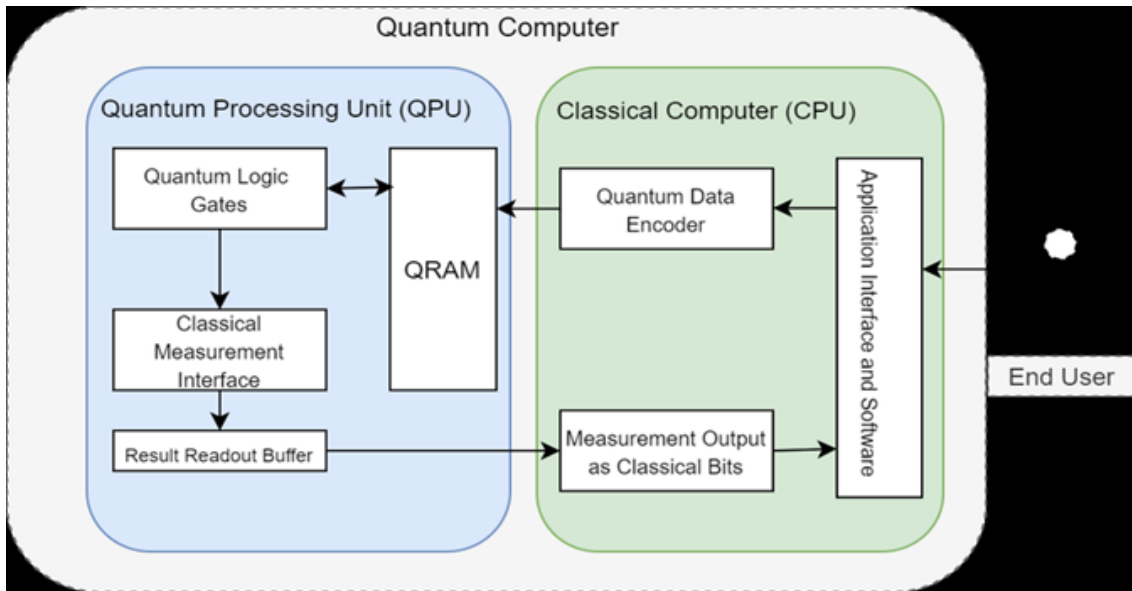 Quantum Computer
Quantum Processing Unit (QPU)
Quantum Logic
Gates
QRAM
Classical
Measurement
Interface
Result Readout Buffer
Classical Computer (CPU)
Quantum Data
Encoder
Measurement Output
as Classical Bits
Application Interface and Software
End User